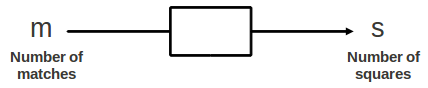 m
s
Number of
matches
Number of
squares